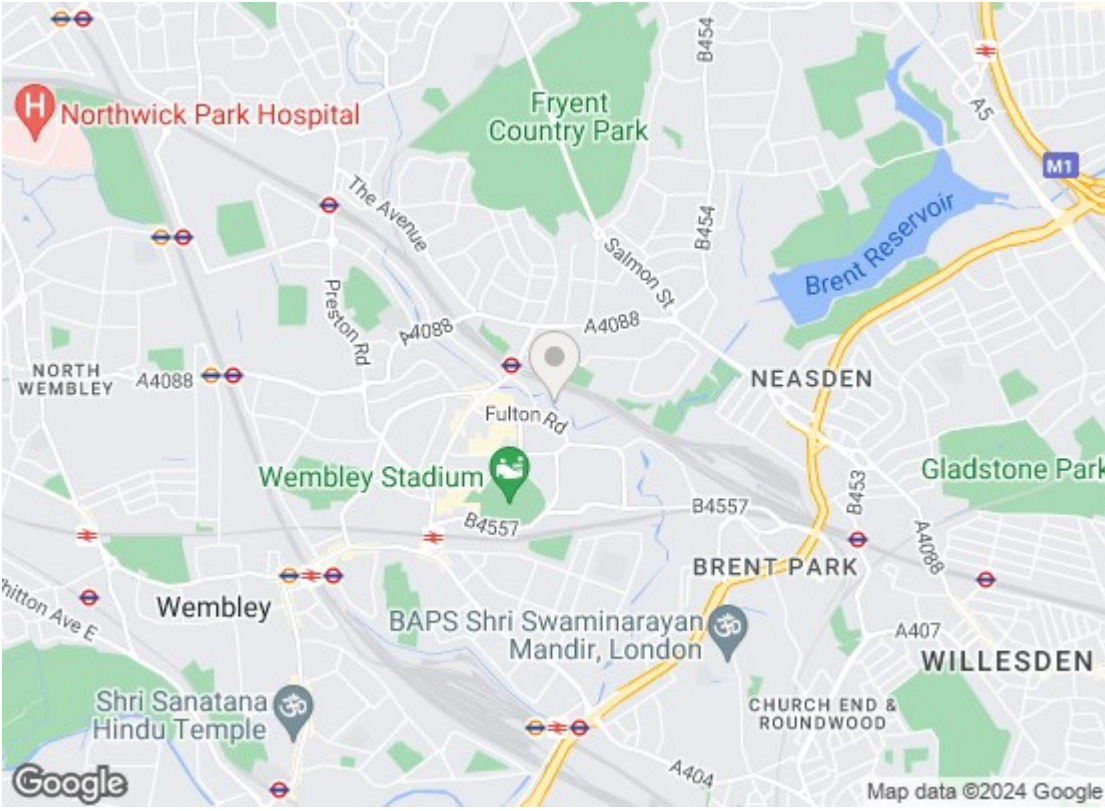 B454
Fryent
Country Park
Northwick Park Hospital
H
A5
M1
The Avenue
B454
Brent Reservoir
Salmon St
Preston Rd
A4088
A4088
NORTH
WEMBLEY
A4088
NEASDEN
Fulton Rd
Wembley Stadium
Gladstone Park
B453
B4557
B4557
A4088
BRENT PARK
hitton Ave E
Wembley
BAPS Shri Swaminarayan
Mandir, London
ॐ
A407
WILLESDEN
Shri Sanatana
Hindu Temple
ॐ
CHURCH END &
ROUNDWOOD
A404
Google
Map data ©2024 Google